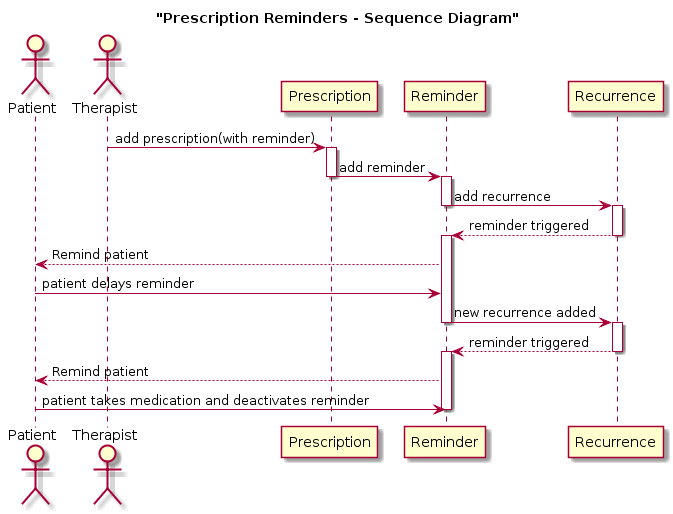 "Prescription Reminders - Sequence Diagram"
Patient
Therapist
Prescription
Reminder
Recurrence
add prescription(with reminder)
add reminder
add recurrence
reminder triggered
Remind patient
patient delays reminder
new recurrence added
reminder triggered
Remind patient
patient takes medication and deactivates reminder
Patient
Therapist
Prescription
Reminder
Recurrence